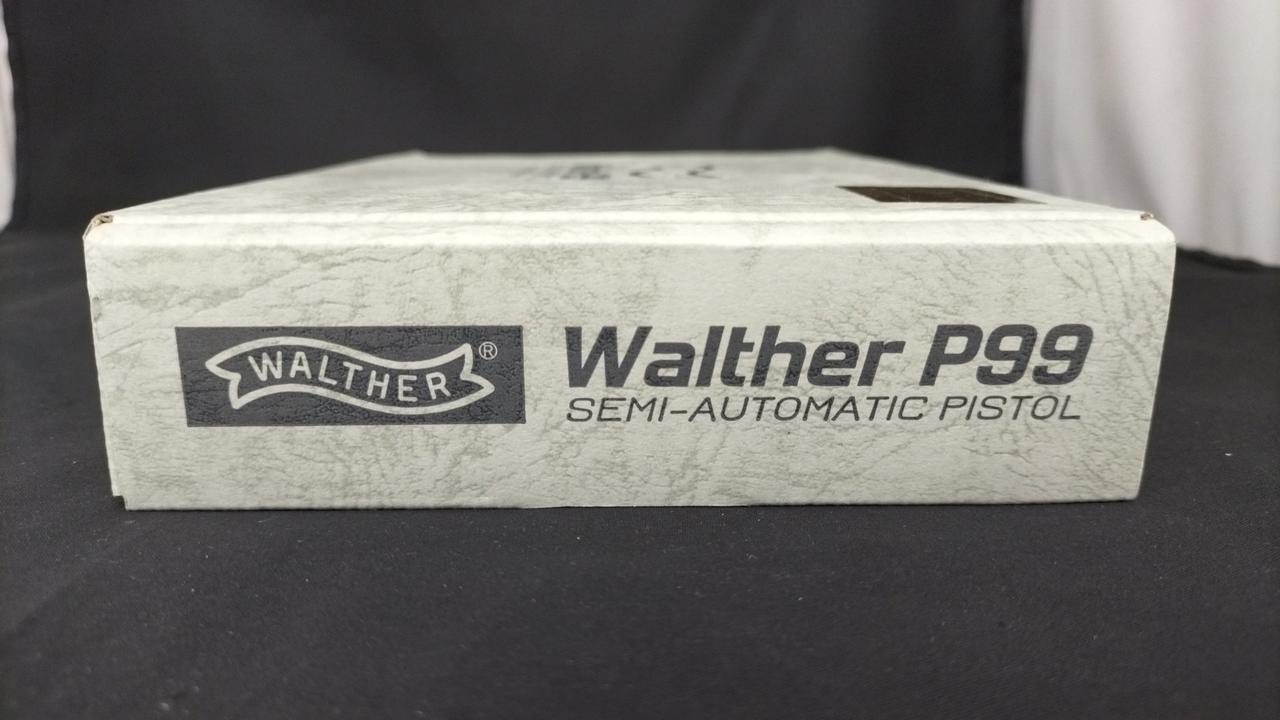 WALTHER ®
Walther P99
SEMI-AUTOMATIC PISTOL